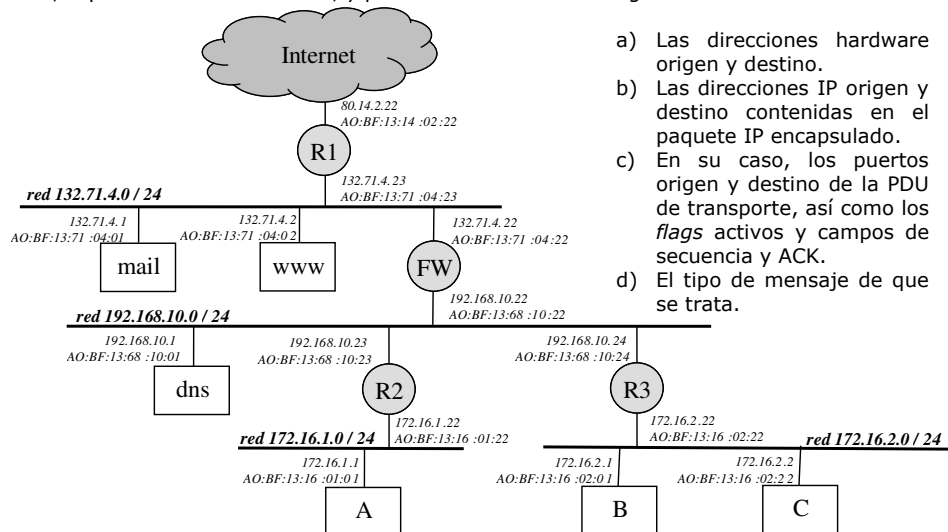 Internet
80.14.2.22
AO:BF:13:14 :02:22
R1
132.71.4.23
AO:BF:13:71 :04:23
red 132.71.4.0 / 24
132.71.4.1
AO:BF:13:71 :04:01
mail
132.71.4.2
AO:BF:13:71 :04:0 2
www
132.71.4.22
AO:BF:13:71 :04:22
FW
192.168.10.22
AO:BF:13:68 :10:22
red 192.168.10.0 / 24
192.168.10.1
AO:BF:13:68 :10:01
dns
192.168.10.23
AO:BF:13:68 :10:23
R2
192.168.10.24
AO:BF:13:68 :10:24
R3
172.16.1.22
AO:BF:13:16 :01:22
red 172.16.1.0 / 24
172.16.2.22
AO:BF:13:16 :02:22
red 172.16.2.0 / 24
172.16.1.1
AO:BF:13:16 :01:0 1
A
172.16.2.1
AO:BF:13:16 :02:0 1
B
172.16.2.2
AO:BF:13:16 :02:2 2
C
a) Las direcciones hardware
origen y destino.
b) Las direcciones IP origen y
destino contenidas en el
paquete IP encapsulado.
c) En su caso, los puertos
origen y destino de la PDU
de transporte, así como los
flags activos y campos de
secuencia y ACK.
d) El tipo de mensaje de que
se trata.